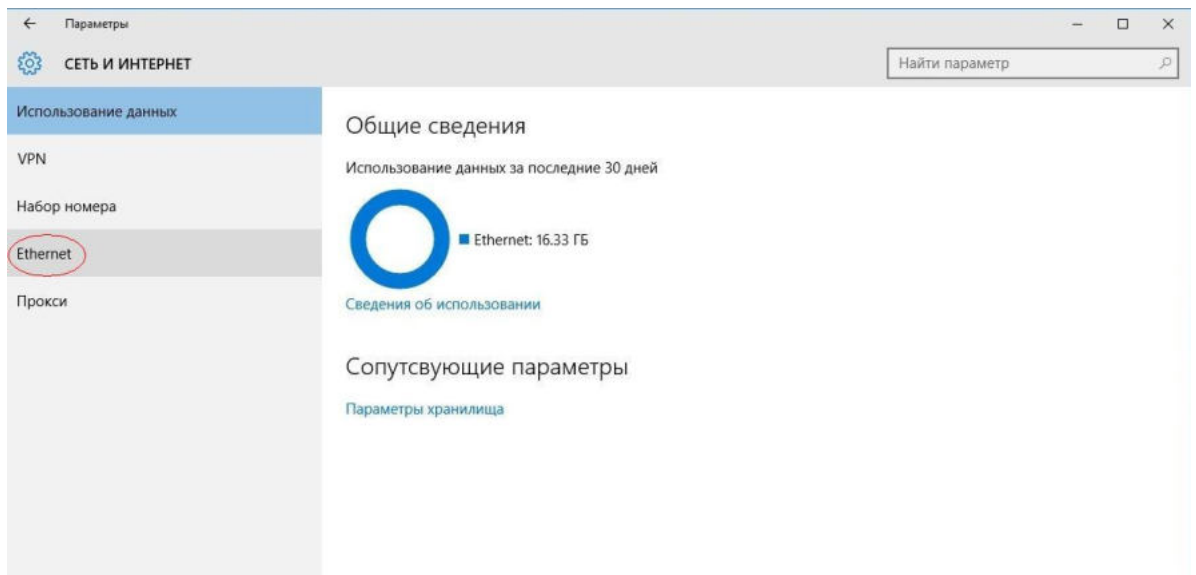 Параметры
СЕТЬ И ИНТЕРНЕТ
Найти параметр
Использование данных
VPN
Набор номера
Ethernet
Прокси
Общие сведения
Использование данных за последние 30 дней
Ethernet: 16.33 ГБ
Сведения об использовании
Сопутсвующие параметры
Параметры хранилища